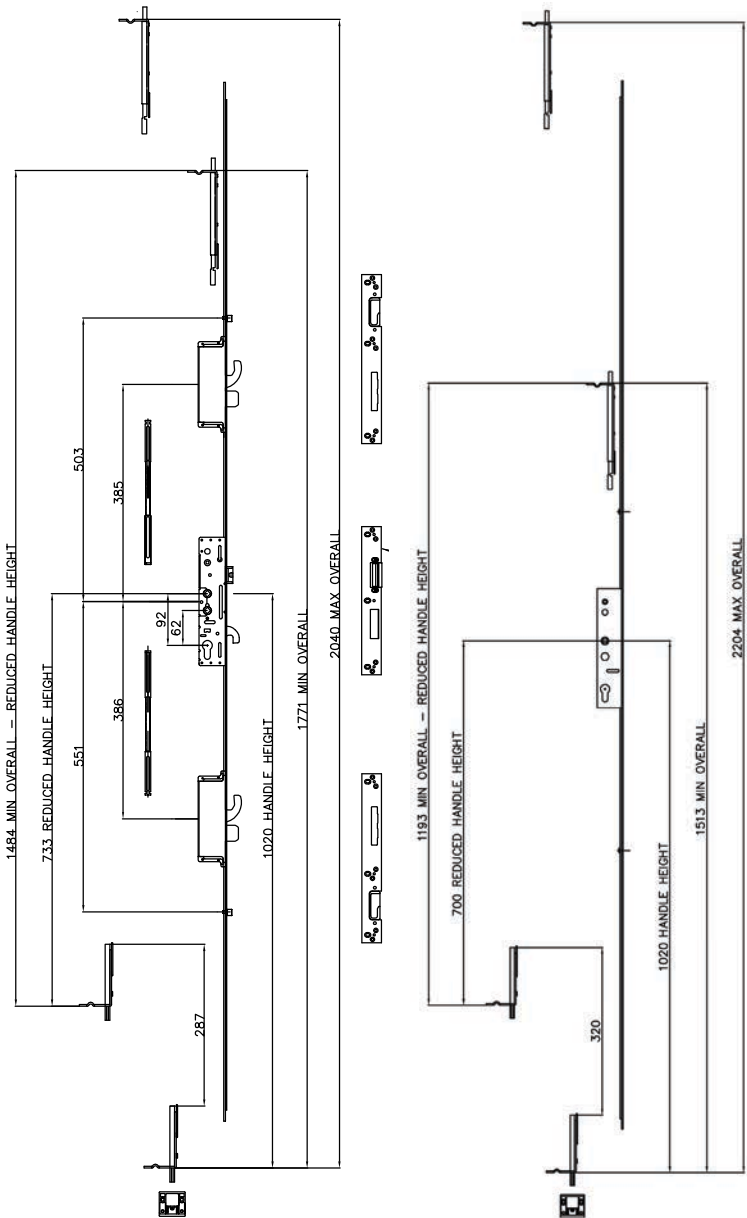 1484 MIN OVERALL – REDUCED HANDLE HEIGHT
733 REDUCED HANDLE HEIGHT
503
551
385
386
92
62
287
1020 HANDLE HEIGHT
1771 MIN OVERALL
2040 MAX OVERALL
1193 MIN OVERALL – REDUCED HANDLE HEIGHT
700 REDUCED HANDLE HEIGHT
320
1020 HANDLE HEIGHT
1513 MIN OVERALL
2204 MAX OVERALL